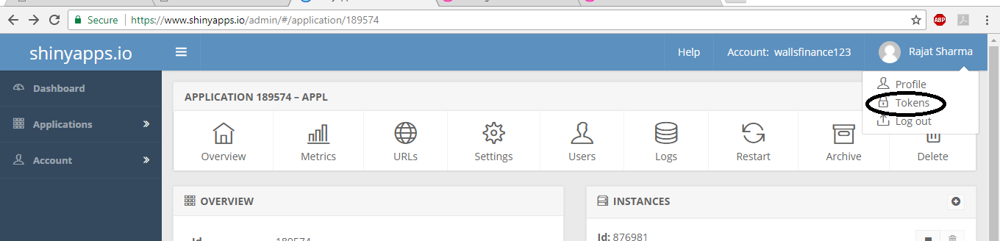 Secure https://www.shinyapps.io/admin/#/application/189574
ABP
shinyapps.io Help Account: wallsfinance123 Rajat Sharma
Profile
Tokens
Log out
Dashboard
Applications
Account
APPLICATION 189574 – APPL
Overview Metrics URLs Settings Users Logs Restart Archive Delete
OVERVIEW
INSTANCES
Id: 189574
Id: 876981